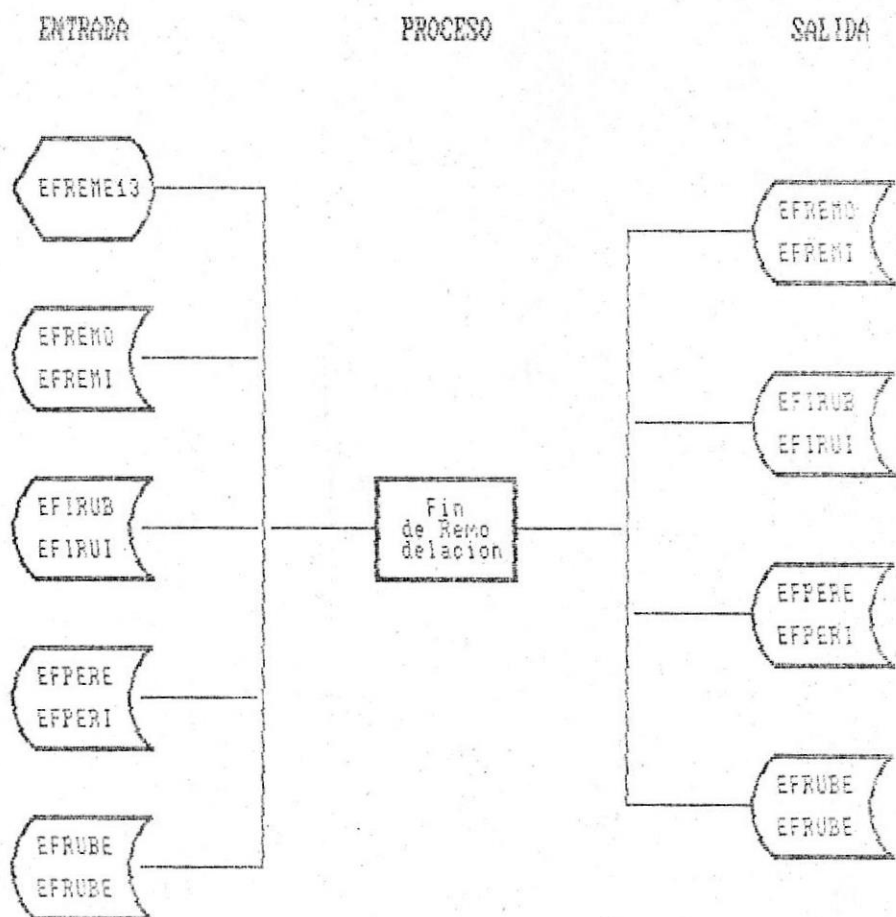 ENTRADA PROCESO SALIDA
EFREME13
EFREMO
EFREMI
EFIRUB
EFIRUI
EFPERE
EFPERI
EFRUBE
EFRUBE
Fin
de Remo
delacion
EFREMO
EFREMI
EFIRUB
EFIRUI
EFPERE
EFPERI
EFRUBE
EFRUBE